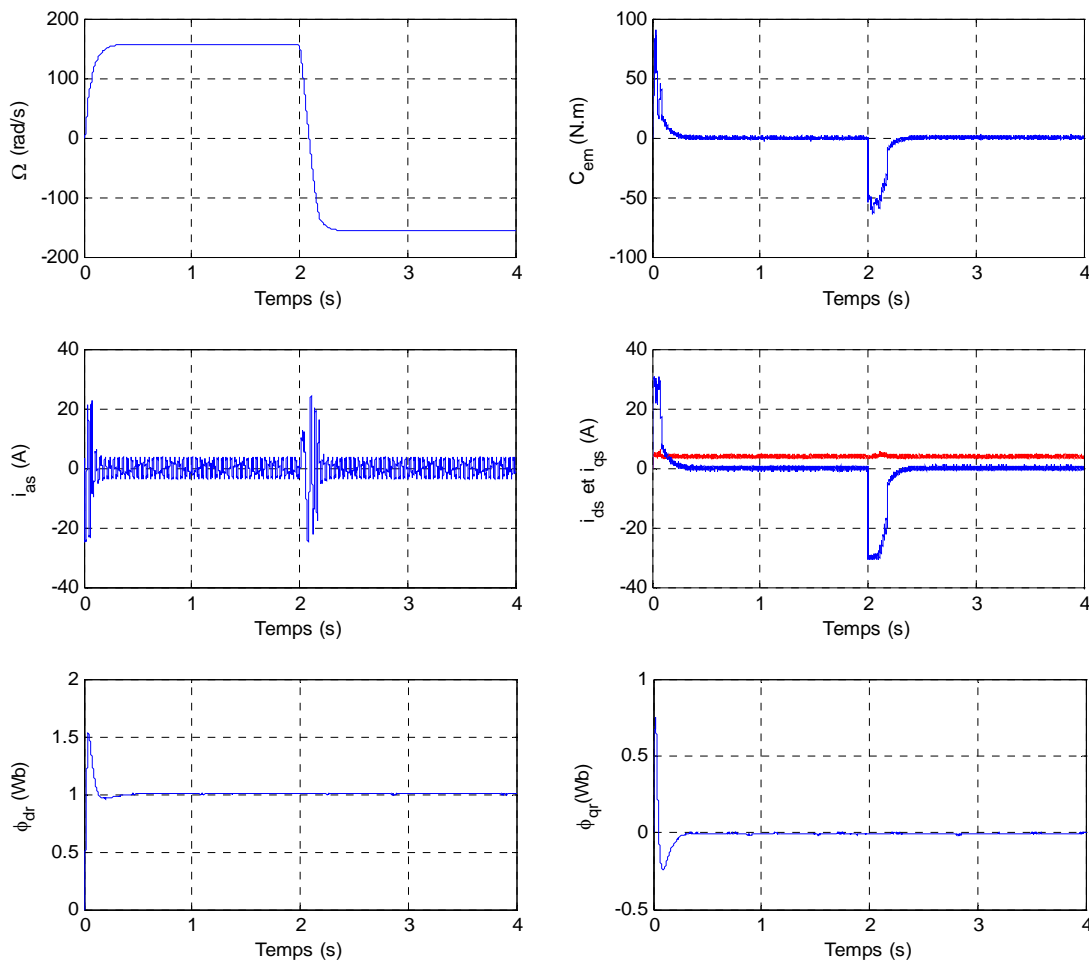 200
100
0
-100
-200
Ω (rad/s)
0 1 2 3 4
Temps (s)
100
50
0
-50
-100
C_em (N.m)
0 1 2 3 4
Temps (s)
40
20
0
-20
-40
i_as (A)
0 1 2 3 4
Temps (s)
40
20
0
-20
-40
i_ds et i_qs (A)
0 1 2 3 4
Temps (s)
2
1.5
1
0.5
0
ϕ_dr (Wb)
0 1 2 3 4
Temps (s)
1
0.5
0
-0.5
ϕ_qr(Wb)
0 1 2 3 4
Temps (s)